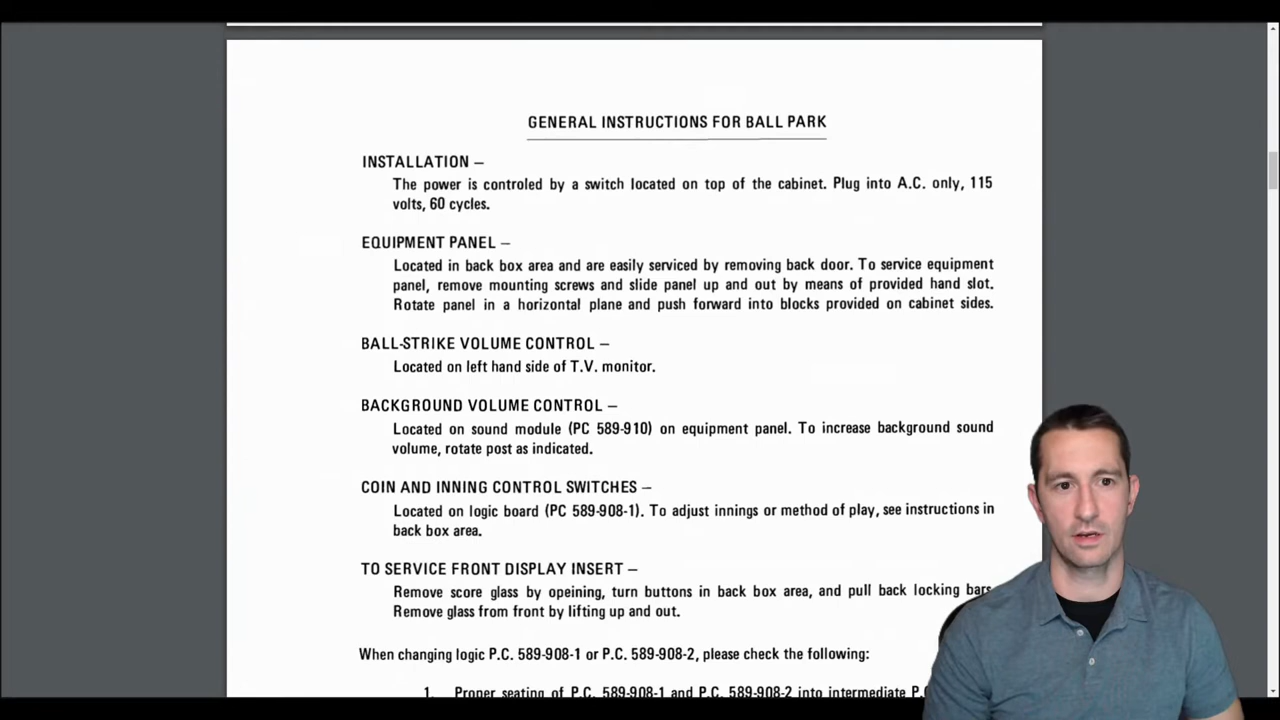 GENERAL INSTRUCTIONS FOR BALL PARK
INSTALLATION –
The power is controled by a switch located on top of the cabinet. Plug into A.C. only, 115
volts, 60 cycles.
EQUIPMENT PANEL –
Located in back box area and are easily serviced by removing back door. To service equipment
panel, remove mounting screws and slide panel up and out by means of provided hand slot.
Rotate panel in a horizontal plane and push forward into blocks provided on cabinet sides.
BALL-STRIKE VOLUME CONTROL –
Located on left hand side of T.V. monitor.
BACKGROUND VOLUME CONTROL –
Located on sound module (PC 589-910) on equipment panel. To increase background sound
volume, rotate post as indicated.
COIN AND INNING CONTROL SWITCHES –
Located on logic board (PC 589-908-1). To adjust innings or method of play, see instructions in
back box area.
TO SERVICE FRONT DISPLAY INSERT –
Remove score glass by opeining, turn buttons in back box area, and pull back locking bars.
Remove glass from front by lifting up and out.
When changing logic P.C. 589-908-1 or P.C. 589-908-2, please check the following:
1. Proper seating of P.C. 589-908-1 and P.C. 589-908-2 into intermediate P.C